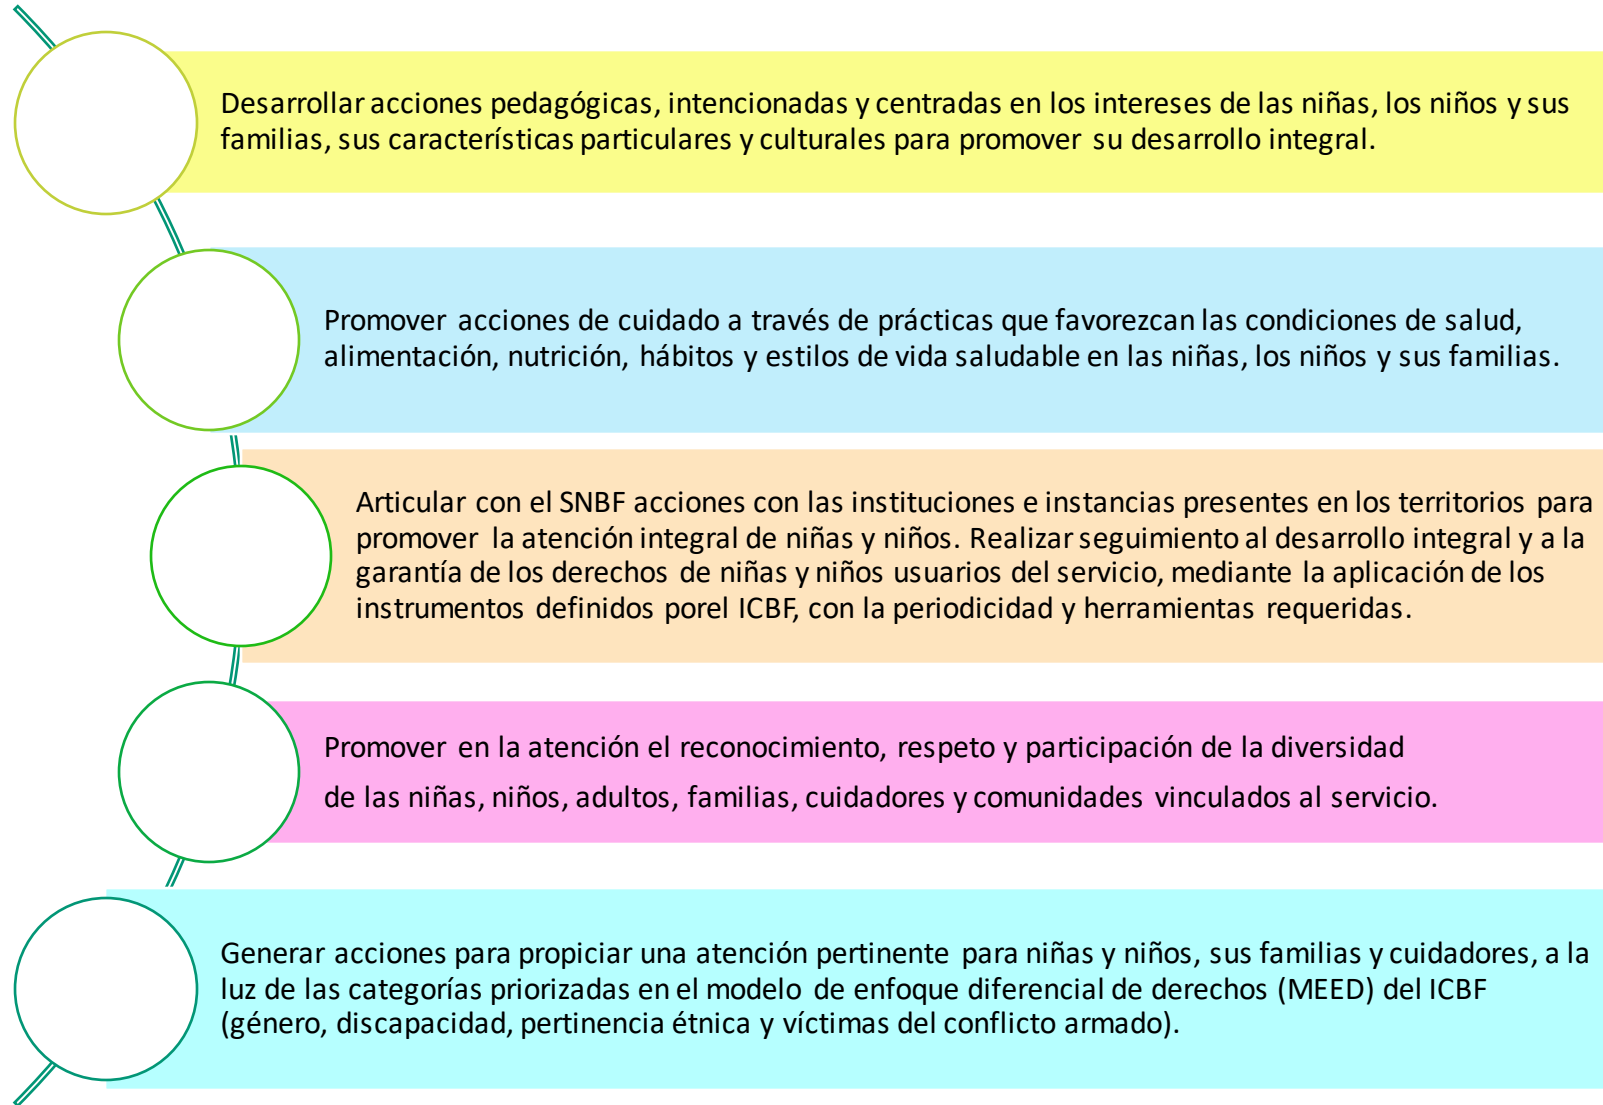 Desarrollar acciones pedagógicas, intencionadas y centradas en los intereses de las niñas, los niños y sus
familias, sus características particulares y culturales para promover su desarrollo integral.
Promover acciones de cuidado a través de prácticas que favorezcan las condiciones de salud,
alimentación, nutrición, hábitos y estilos de vida saludable en las niñas, los niños y sus familias.
Articular con el SNBF acciones con las instituciones e instancias presentes en los territorios para
promover la atención integral de niñas y niños. Realizar seguimiento al desarrollo integral y a la
garantía de los derechos de niñas y niños usuarios del servicio, mediante la aplicación de los
instrumentos definidos porel ICBF, con la periodicidad y herramientas requeridas.
Promover en la atención el reconocimiento, respeto y participación de la diversidad
de las niñas, niños, adultos, familias, cuidadores y comunidades vinculados al servicio.
Generar acciones para propiciar una atención pertinente para niñas y niños, sus familias y cuidadores, a la
luz de las categorías priorizadas en el modelo de enfoque diferencial de derechos (MEED) del ICBF
(género, discapacidad, pertinencia étnica y víctimas del conflicto armado).